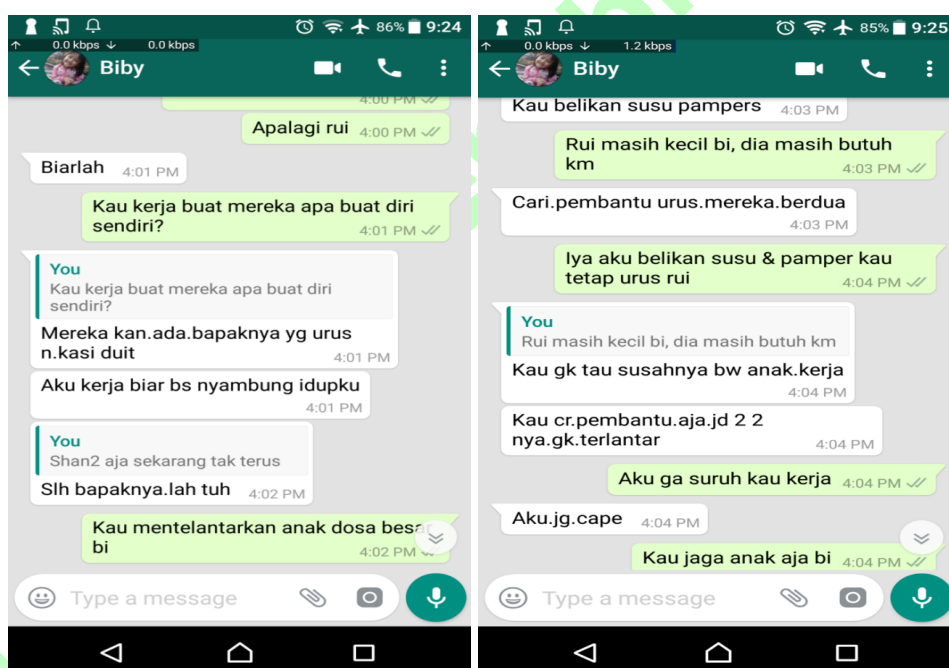 86% 9:24
0.0 kbps 0.0 kbps
Biby
4:00 PM
Apalagi rui 4:00 PM
Biarlah 4:01 PM
Kau kerja buat mereka apa buat diri
sendiri? 4:01 PM
You
Kau kerja buat mereka apa buat diri
sendiri?
Mereka kan.ada.bapaknya yg urus
n.kasi duit 4:01 PM
Aku kerja biar bs nyambung idupku
4:01 PM
You
Shan2 aja sekarang tak terus
Slh bapaknya.lah tuh 4:02 PM
Kau mentelantarkan anak dosa besar
bi 4:02 PM
Type a message
85% 9:25
0.0 kbps 1.2 kbps
Biby
Kau belikan susu pampers 4:03 PM
Rui masih kecil bi, dia masih butuh
km 4:03 PM
Cari.pembantu urus.mereka.berdua
4:03 PM
Iya aku belikan susu & pamper kau
tetap urus rui 4:04 PM
You
Rui masih kecil bi, dia masih butuh km
Kau gk tau susahnya bw anak.kerja
4:04 PM
Kau cr.pembantu.aja.jd 2 2
nya.gk.terlantar 4:04 PM
Aku ga suruh kau kerja 4:04 PM
Aku.jg.cape 4:04 PM
Kau jaga anak aja bi 4:04 PM
Type a message